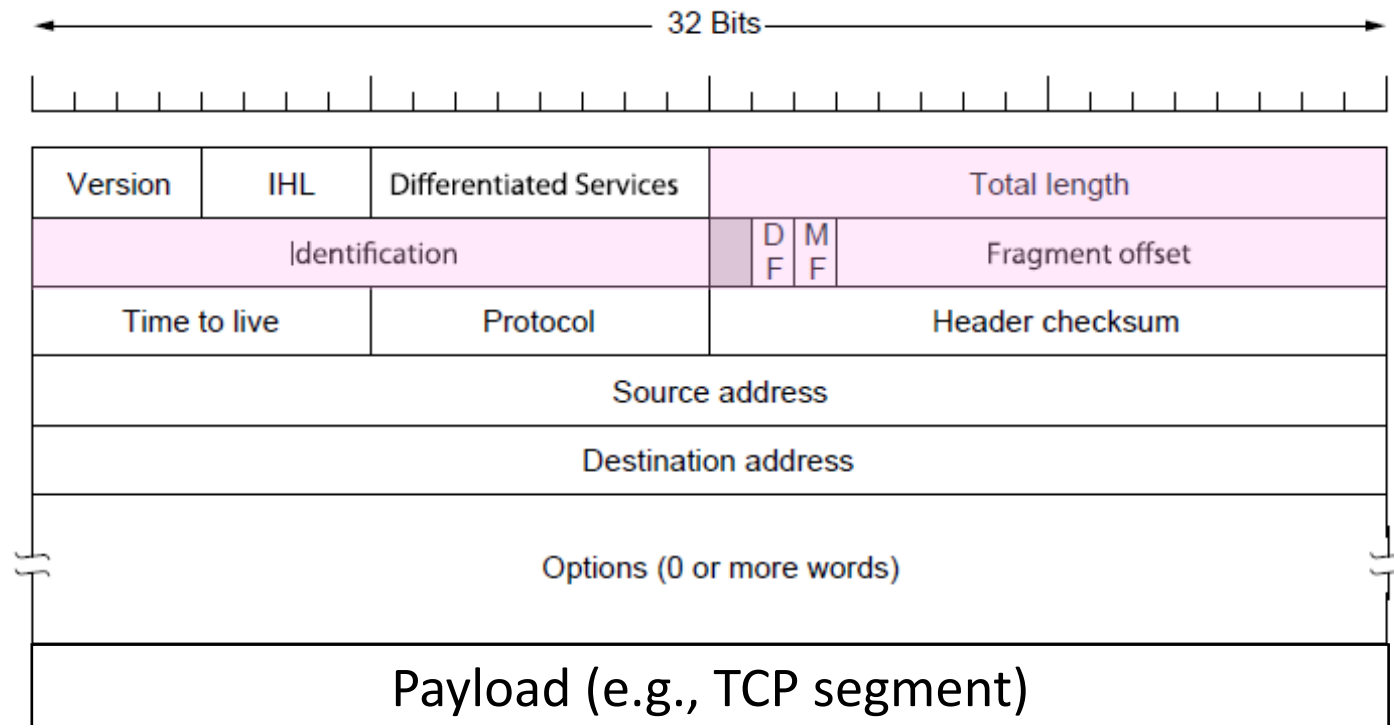 32 Bits
Version IHL Differentiated Services Total length
Identification D F M F Fragment offset
Time to live Protocol Header checksum
Source address
Destination address
Options (0 or more words)
Payload (e.g., TCP segment)